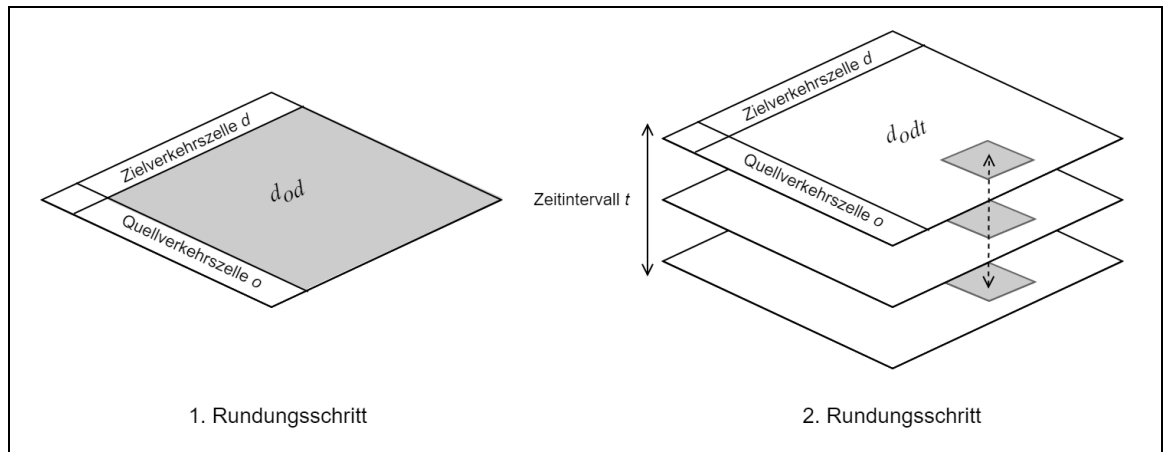 Zielverkehrszelle d
d_od
Quellverkehrszelle o
1. Rundungsschritt
Zielverkehrszelle d
d_odt
Quellverkehrszelle o
Zeitintervall t
2. Rundungsschritt